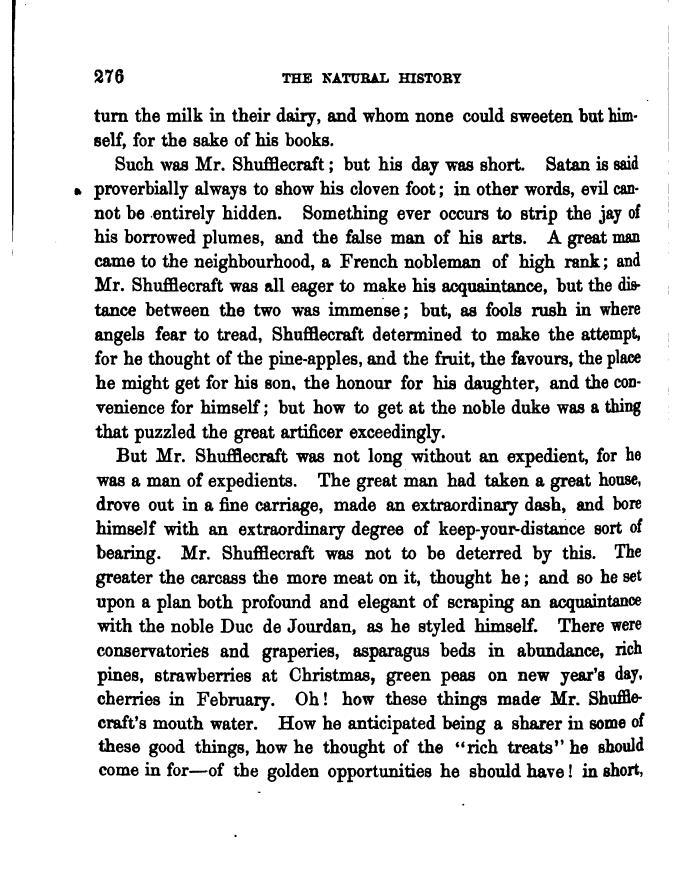 276 THE NATURAL HISTORY
turn the milk in their dairy, and whom none could sweeten but him-
self, for the sake of his books.
Such was Mr. Shufflecraft; but his day was short. Satan is said
proverbially always to show his cloven foot; in other words, evil can-
not be entirely hidden. Something ever occurs to strip the jay of
his borrowed plumes, and the false man of his arts. A great man
came to the neighbourhood, a French nobleman of high rank; and
Mr. Shufflecraft was all eager to make his acquaintance, but the dis-
tance between the two was immense; but, as fools rush in where
angels fear to tread, Shufflecraft determined to make the attempt,
for he thought of the pine-apples, and the fruit, the favours, the place
he might get for his son, the honour for his daughter, and the con-
venience for himself; but how to get at the noble duke was a thing
that puzzled the great artificer exceedingly.
But Mr. Shufflecraft was not long without an expedient, for he
was a man of expedients. The great man had taken a great house,
drove out in a fine carriage, made an extraordinary dash, and bore
himself with an extraordinary degree of keep-your-distance sort of
bearing. Mr. Shufflecraft was not to be deterred by this. The
greater the carcass the more meat on it, thought he; and so he set
upon a plan both profound and elegant of scraping an acquaintance
with the noble Duc de Jourdan, as he styled himself. There were
conservatories and graperies, asparagus beds in abundance, rich
pines, strawberries at Christmas, green peas on new year's day,
cherries in February. Oh! how these things made Mr. Shuffle-
craft's mouth water. How he anticipated being a sharer in some of
these good things, how he thought of the "rich treats" he should
come in for—of the golden opportunities he should have! in short,